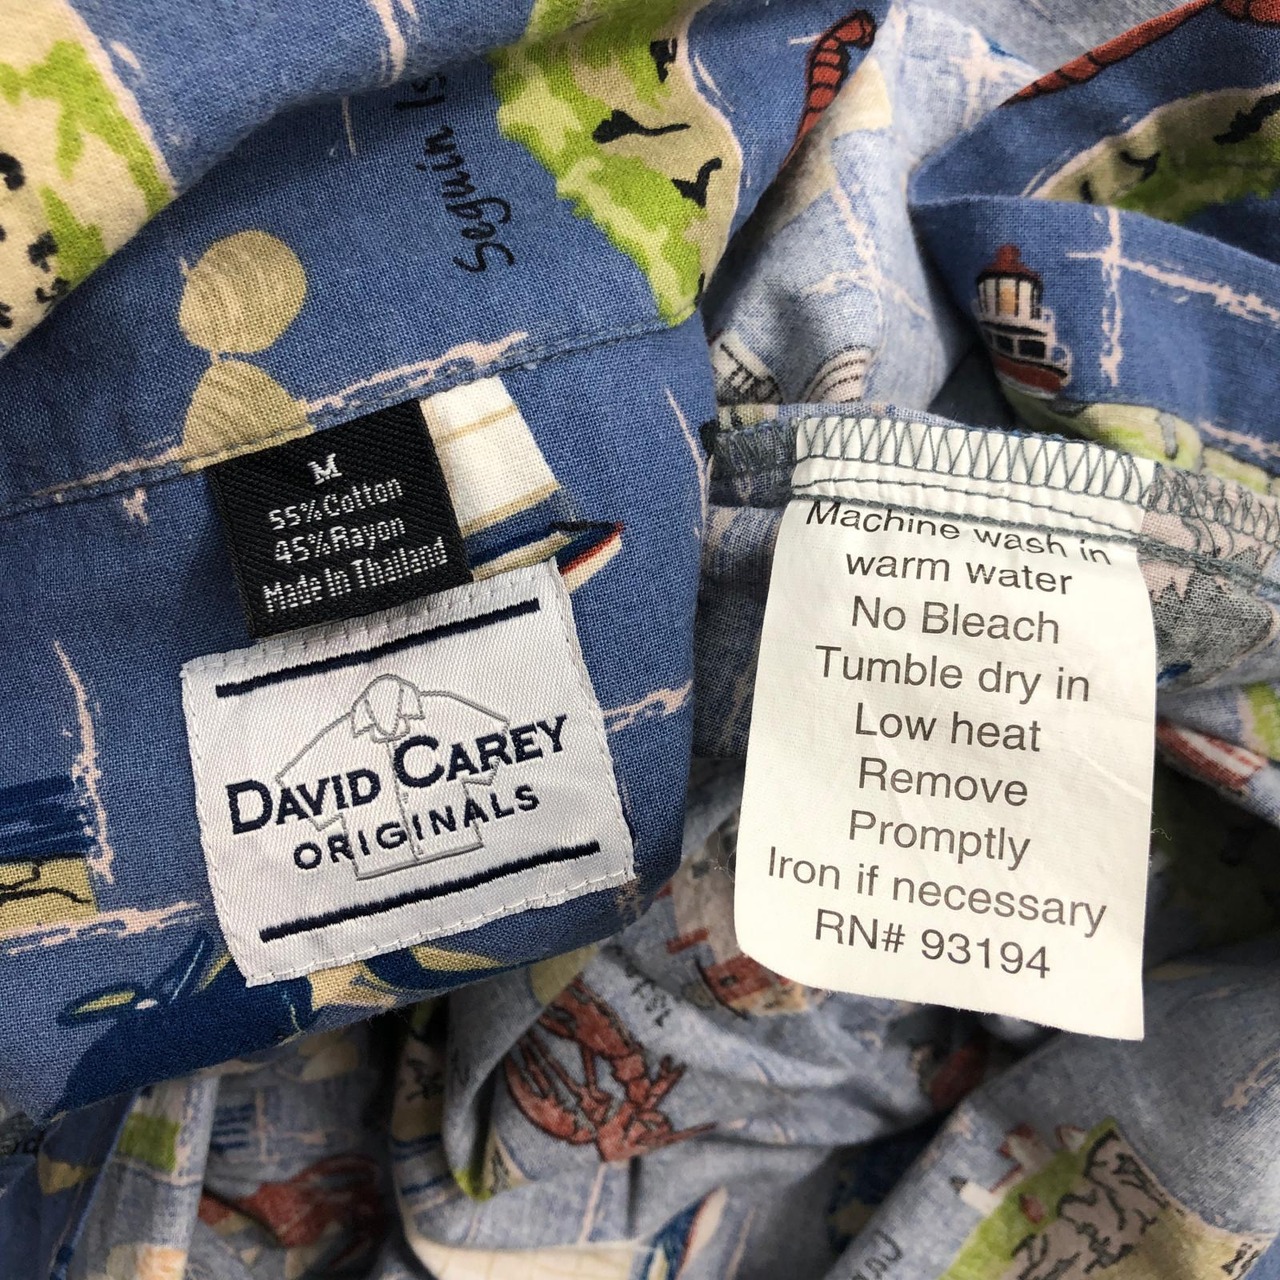 Seguin Isl
M
55% Cotton
45% Rayon
Made In Thailand
DAVID CAREY
ORIGINALS
Machine wash in
warm water
No Bleach
Tumble dry in
Low heat
Remove
Promptly
Iron if necessary
RN# 93194